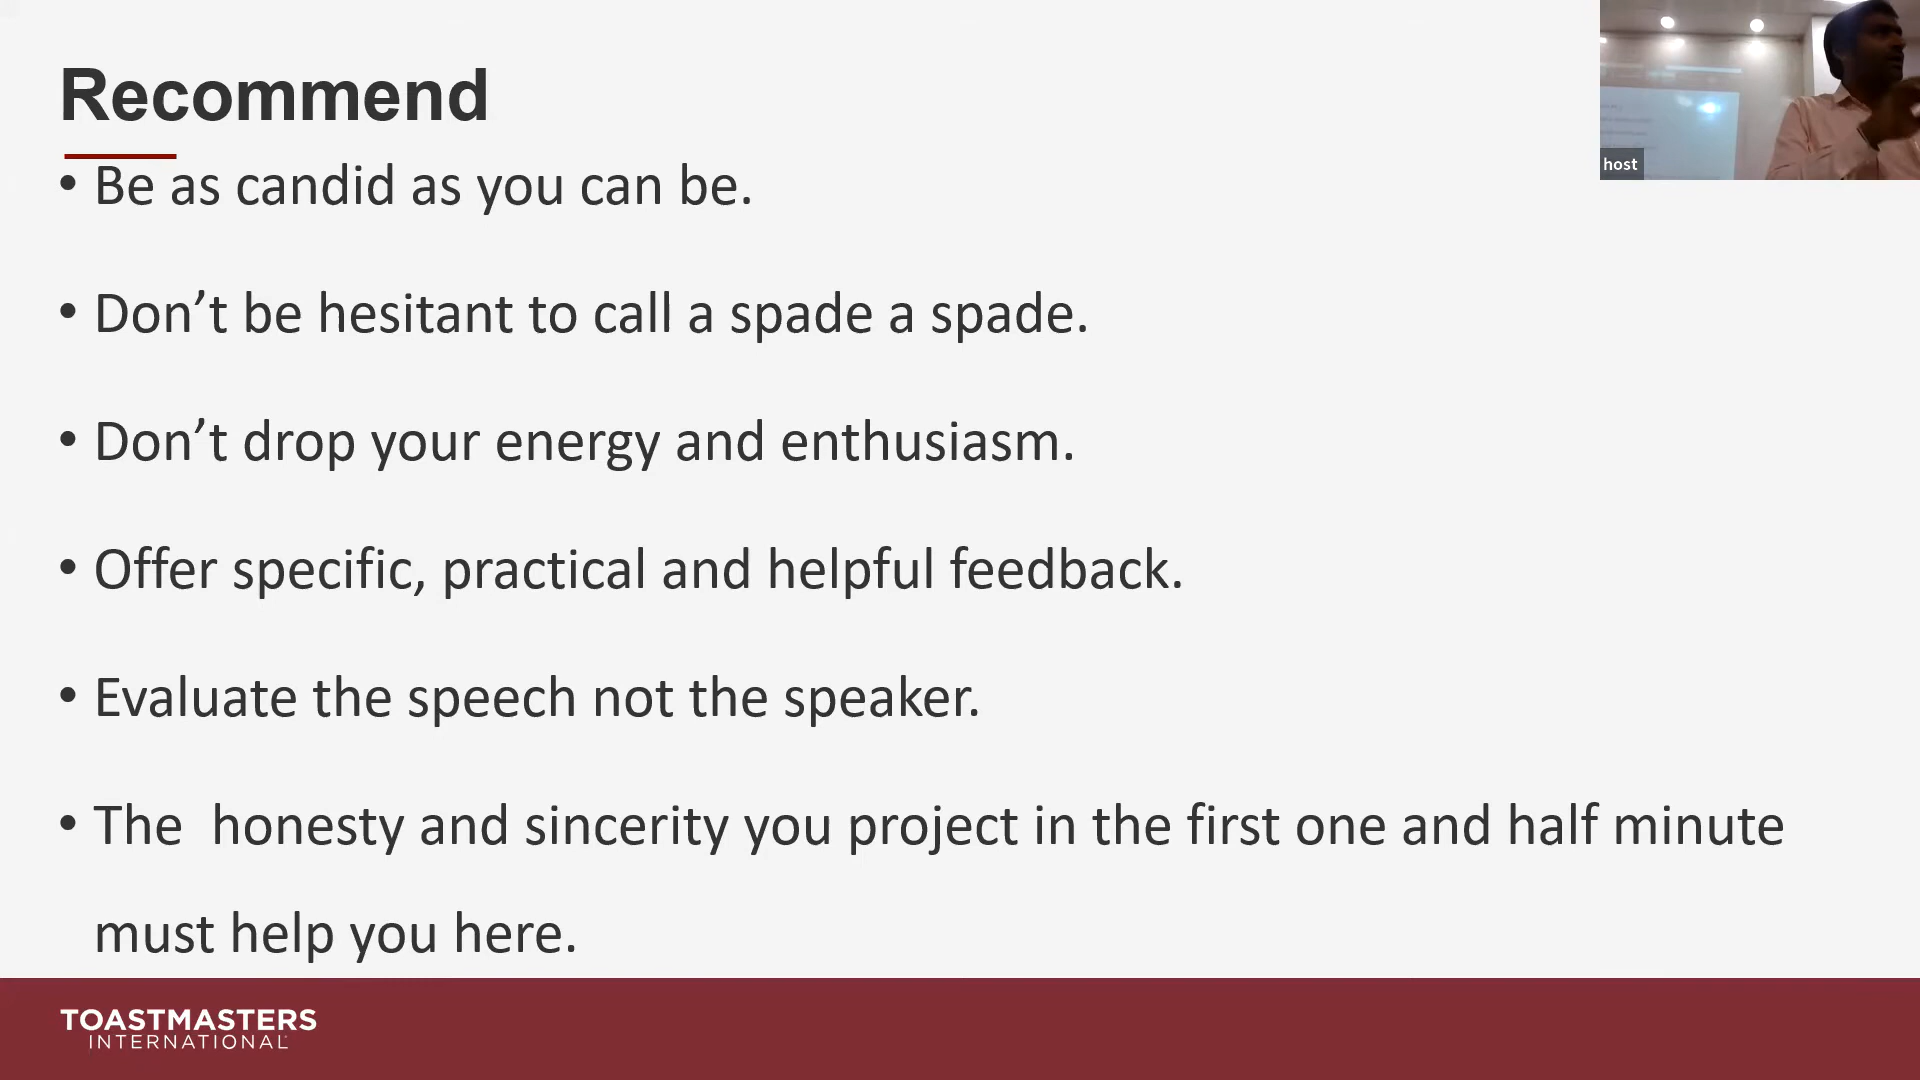 Recommend
• Be as candid as you can be.
• Don’t be hesitant to call a spade a spade.
• Don’t drop your energy and enthusiasm.
• Offer specific, practical and helpful feedback.
• Evaluate the speech not the speaker.
• The  honesty and sincerity you project in the first one and half minute
must help you here.
host
TOASTMASTERS
INTERNATIONAL